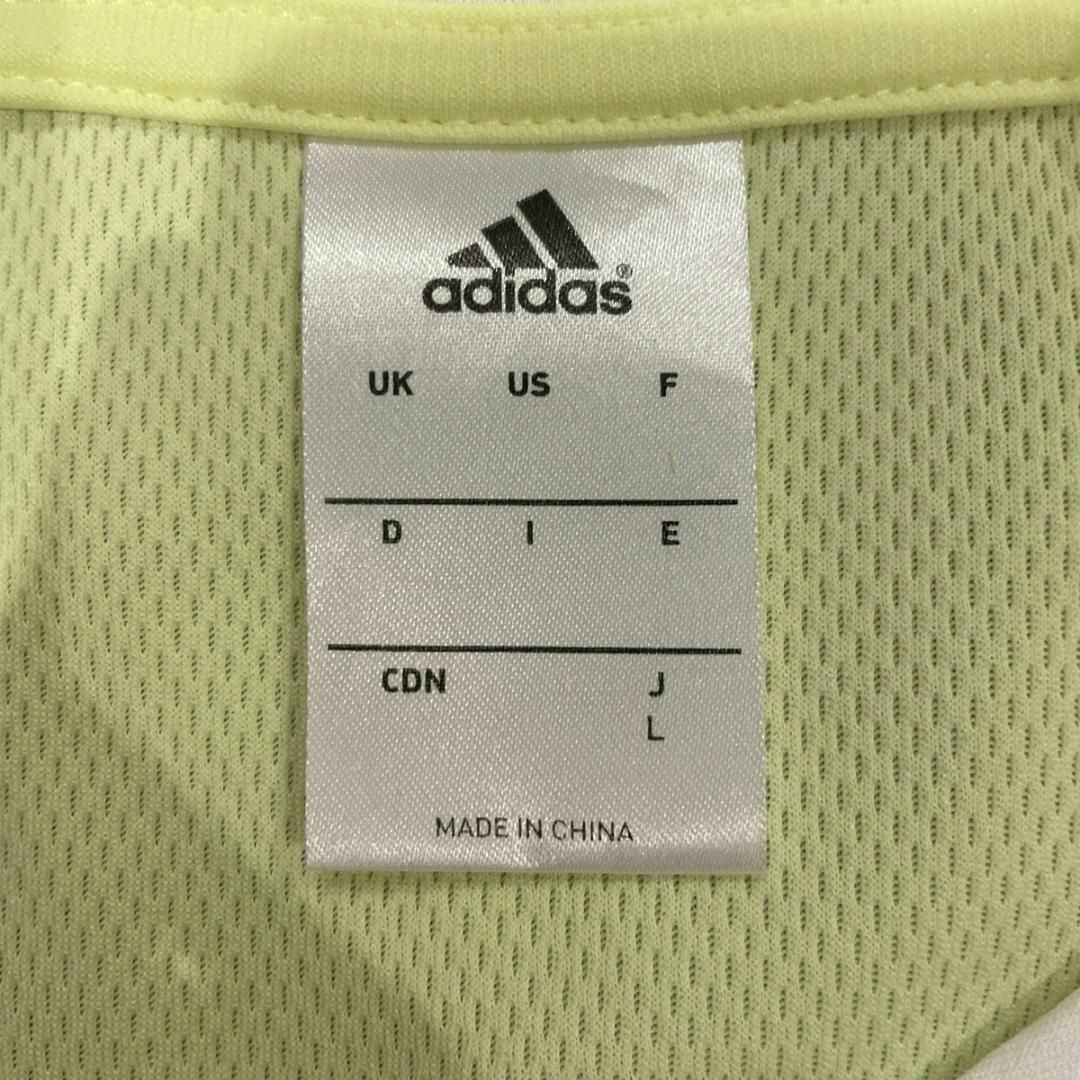 adidas®
UK US F
D I E
CDN J
L
MADE IN CHINA